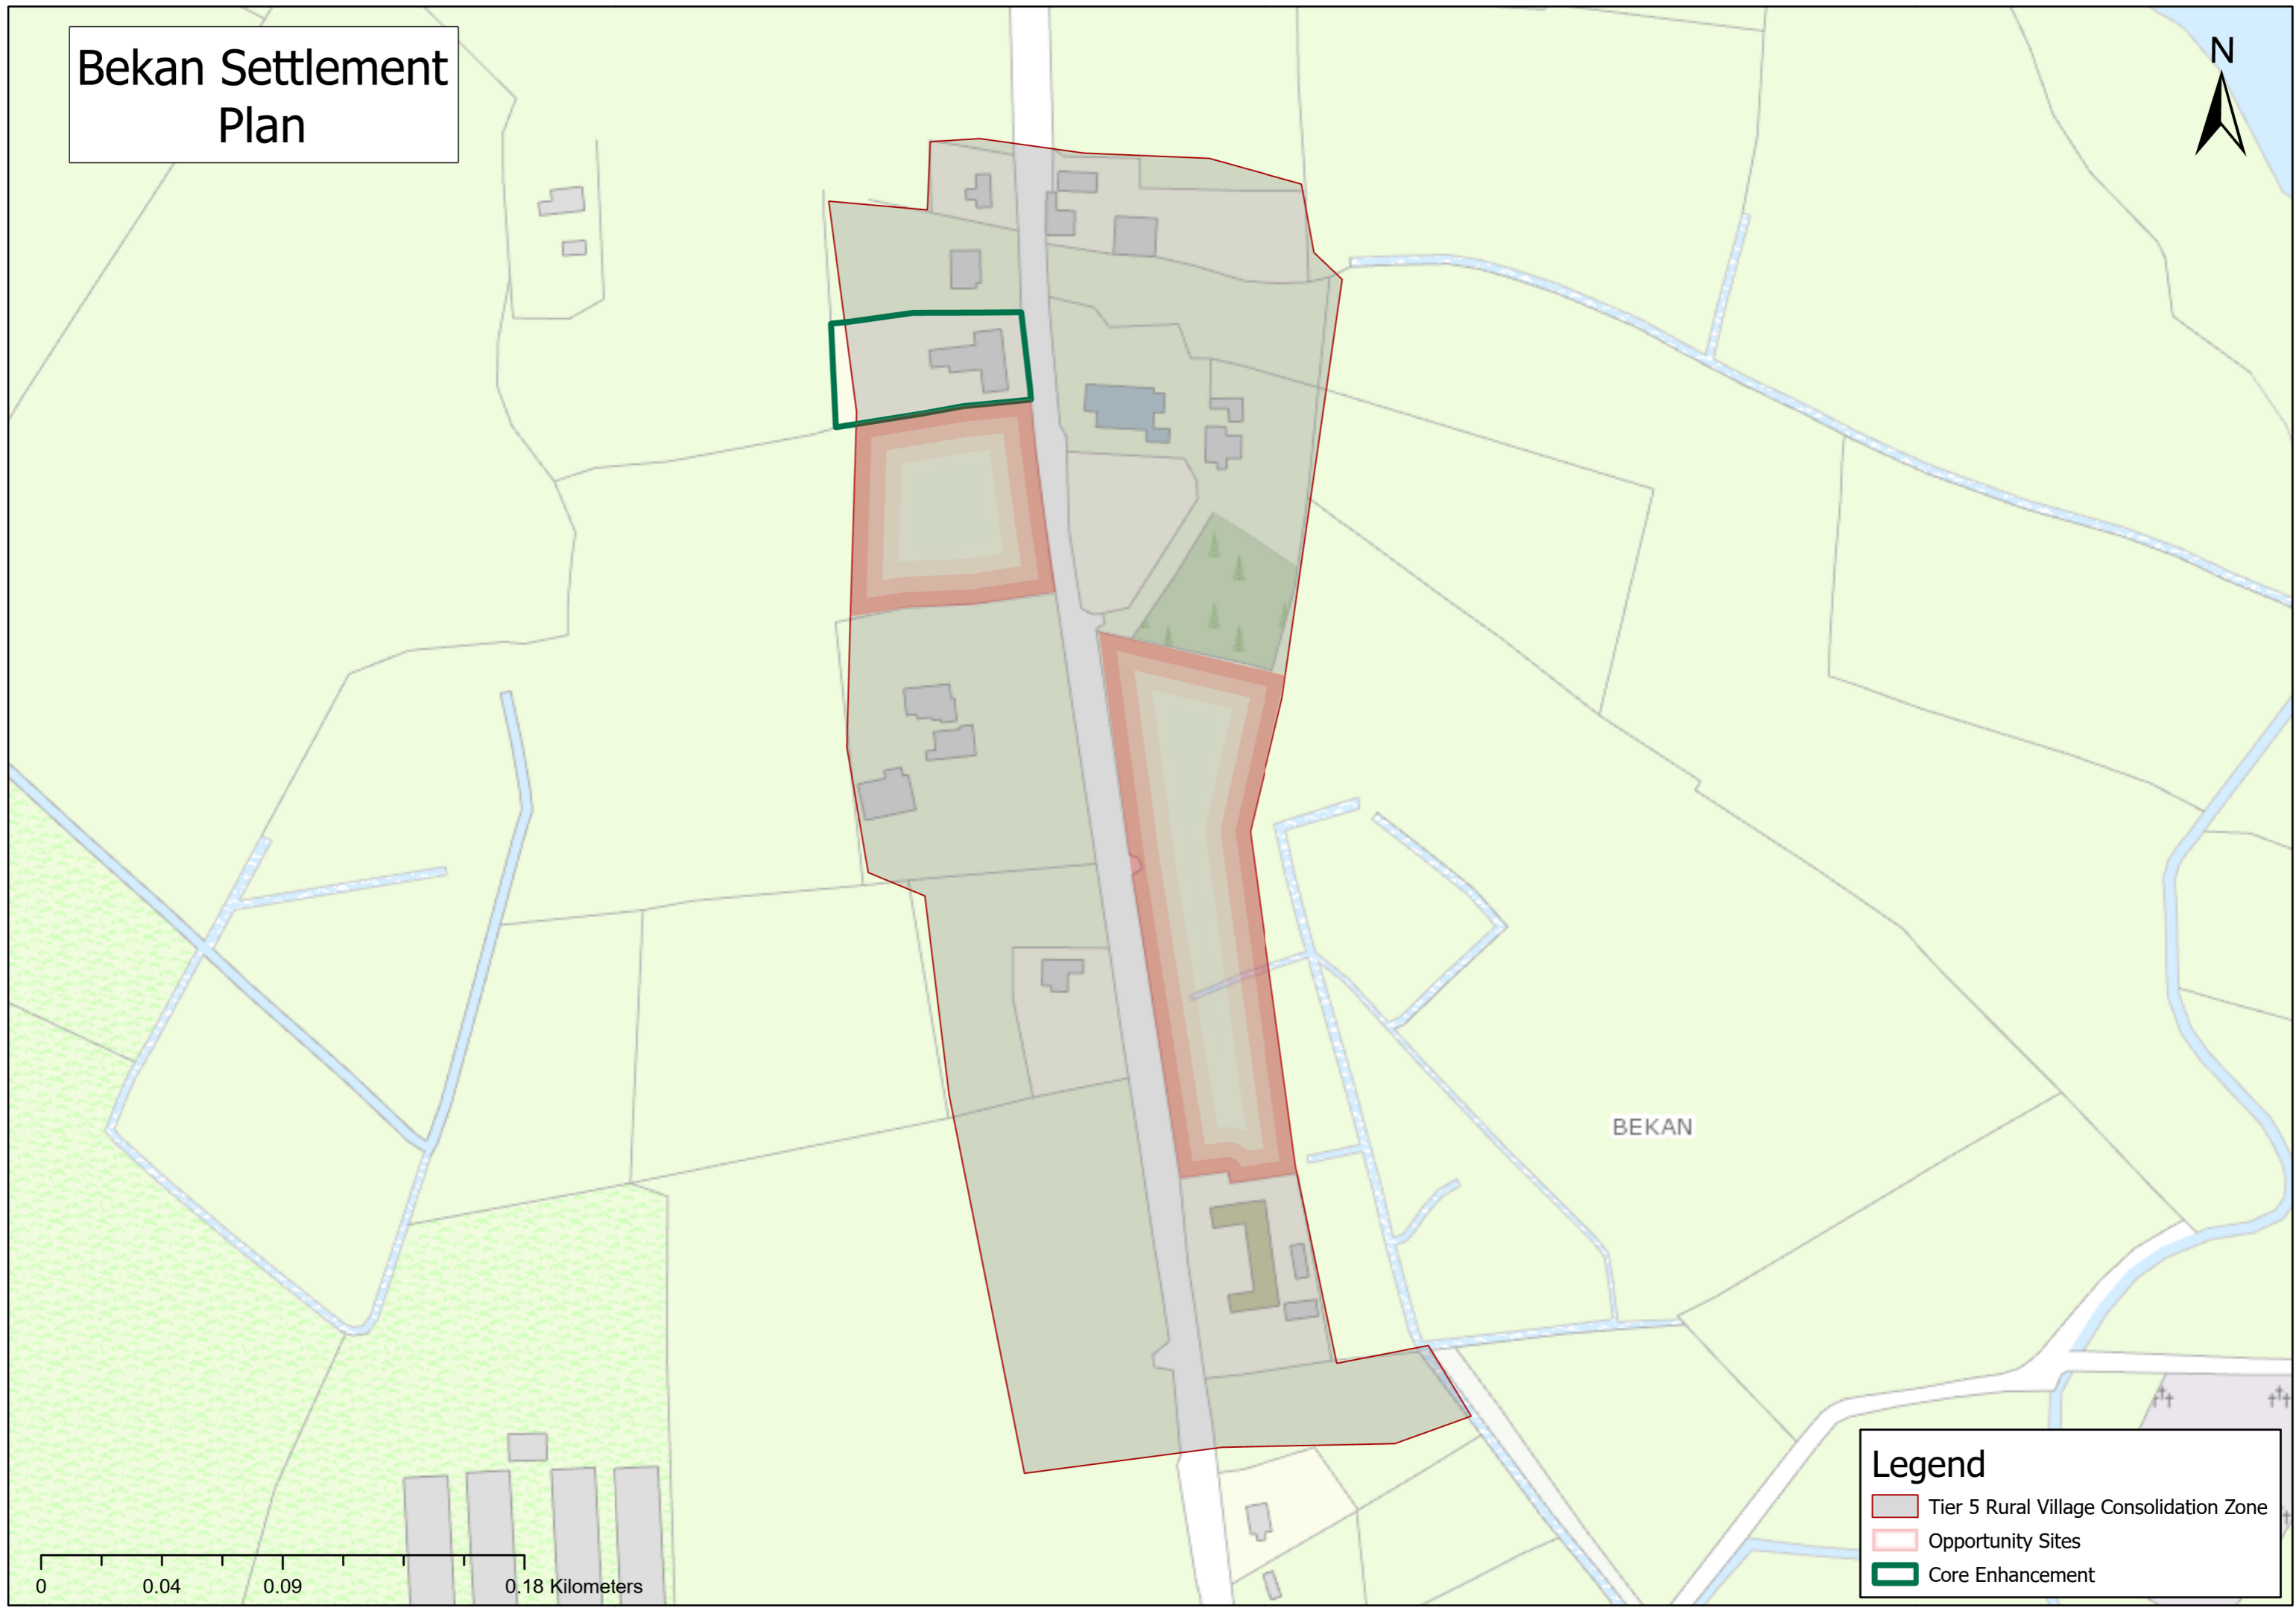 Bekan Settlement
Plan
N
BEKAN
Legend
Tier 5 Rural Village Consolidation Zone
Opportunity Sites
Core Enhancement
0 0.04 0.09 0.18 Kilometers